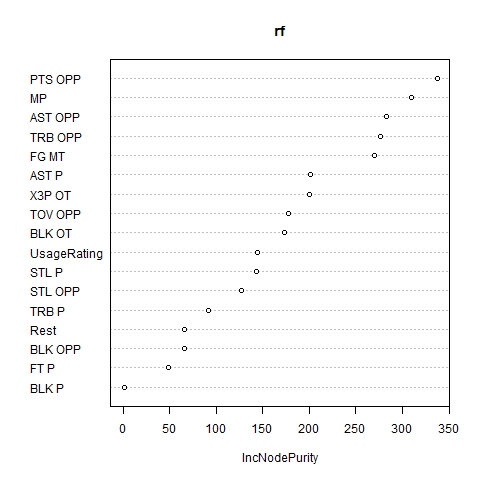 rf
PTS OPP
MP
AST OPP
TRB OPP
FG MT
AST P
X3P OT
TOV OPP
BLK OT
UsageRating
STL P
STL OPP
TRB P
Rest
BLK OPP
FT P
BLK P
0 50 100 150 200 250 300 350
IncNodePurity